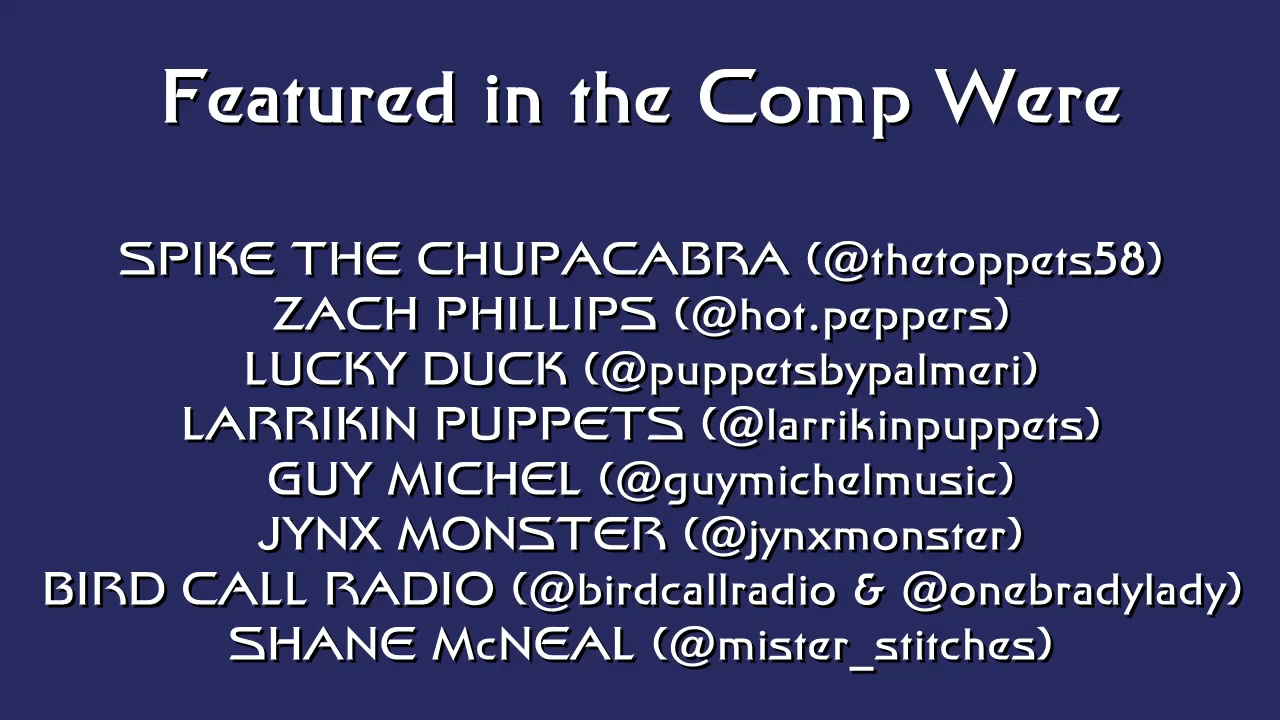 Featured in the Comp Were
SPIKE THE CHUPACABRA (@thetoppets58)
ZACH PHILLIPS (@hot.peppers)
LUCKY DUCK (@puppetsbypalmeri)
LARRIKIN PUPPETS (@larrikinpuppets)
GUY MICHEL (@guymichelmusic)
JYNX MONSTER (@jynxmonster)
BIRD CALL RADIO (@birdcallradio & @onebradylady)
SHANE McNEAL (@mister_stitches)